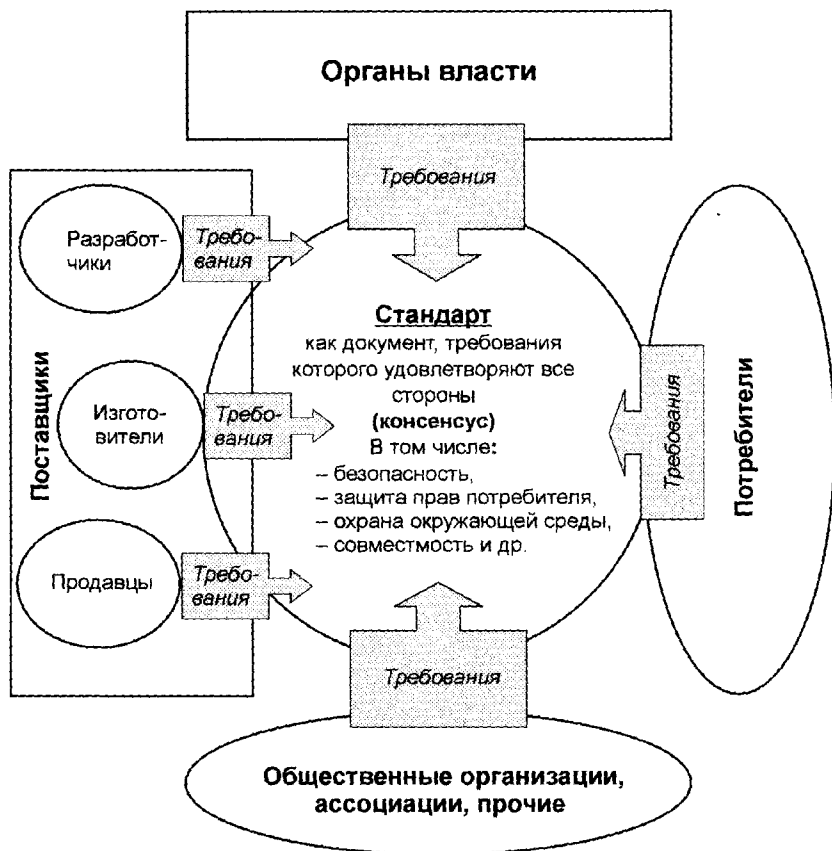 Органы власти
Требования
Поставщики
Разработ-
чики
Требо-
вания
Изгото-
вители
Требо-
вания
Продавцы
Требо-
вания
Стандарт
как документ, требования
которого удовлетворяют все
стороны
(консенсус)
В том числе:
– безопасность,
– защита прав потребителя,
– охрана окружающей среды,
– совместмость и др.
Требования
Потребители
Требования
Общественные организации,
ассоциации, прочие